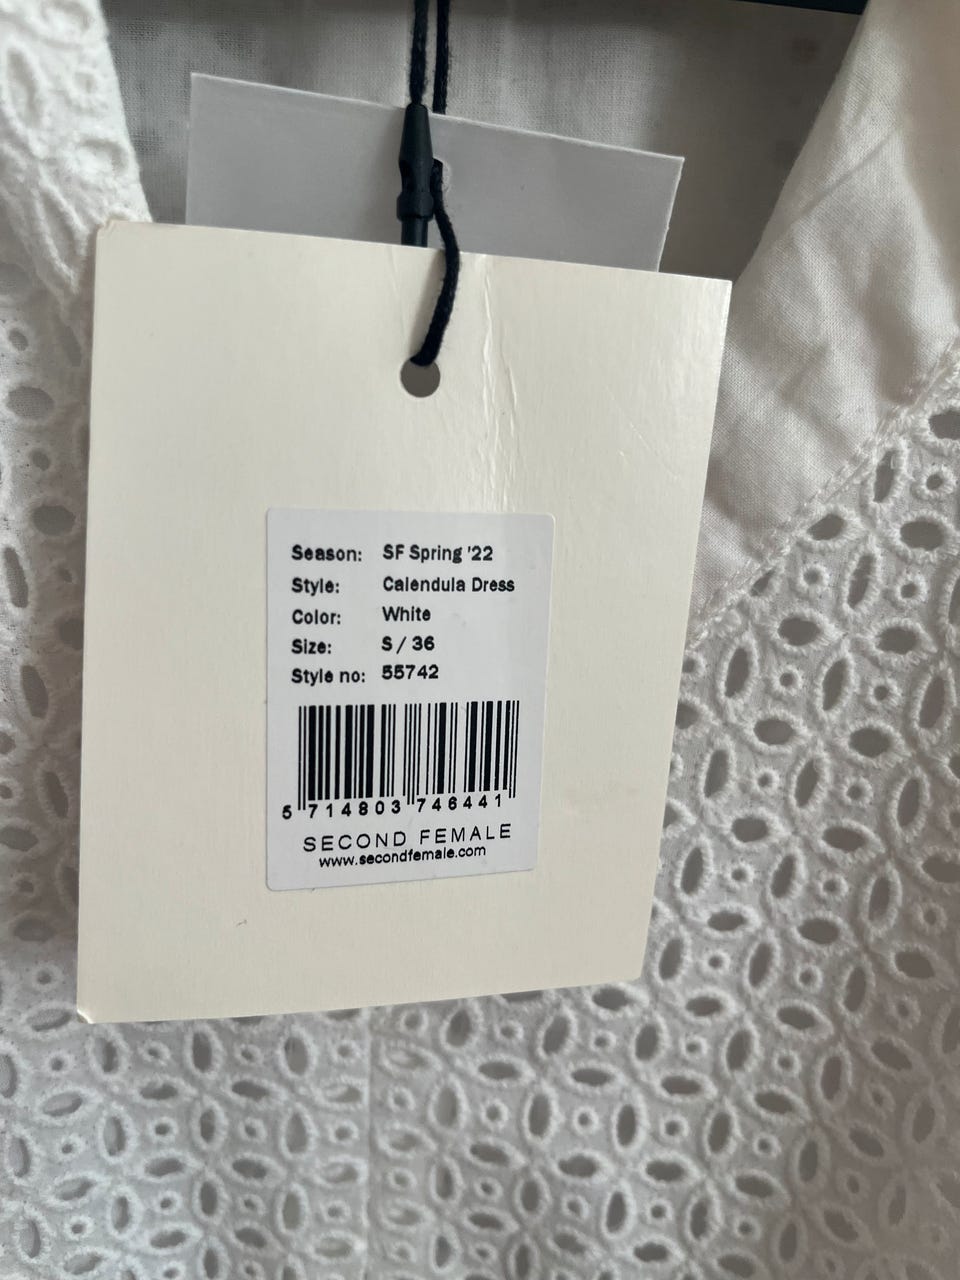 Season: SF Spring '22
Style: Calendula Dress
Color: White
Size: S / 36
Style no: 55742
5 714803 746441
SECOND FEMALE
www.secondfemale.com